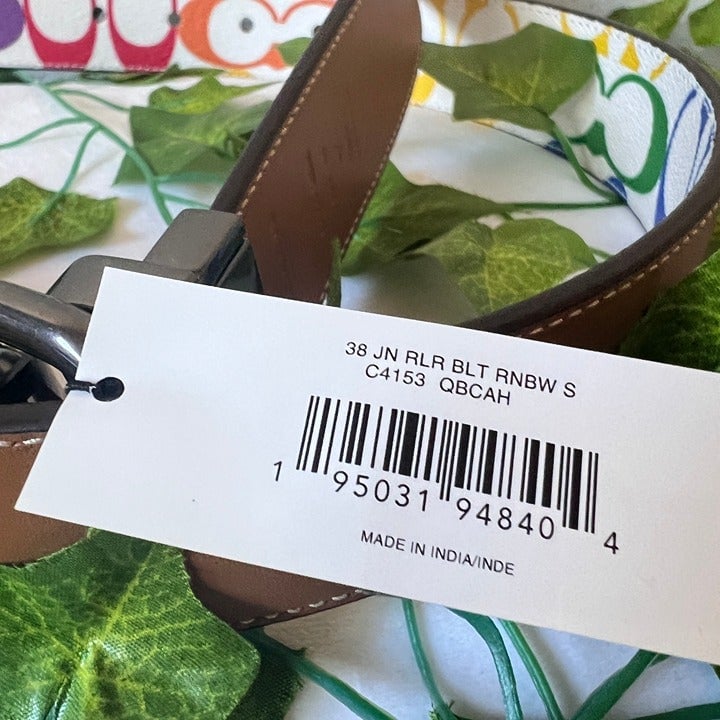 38 JN RLR BLT RNBW S
C4153 QBCAH
1 95031 94840 4
MADE IN INDIA/INDE